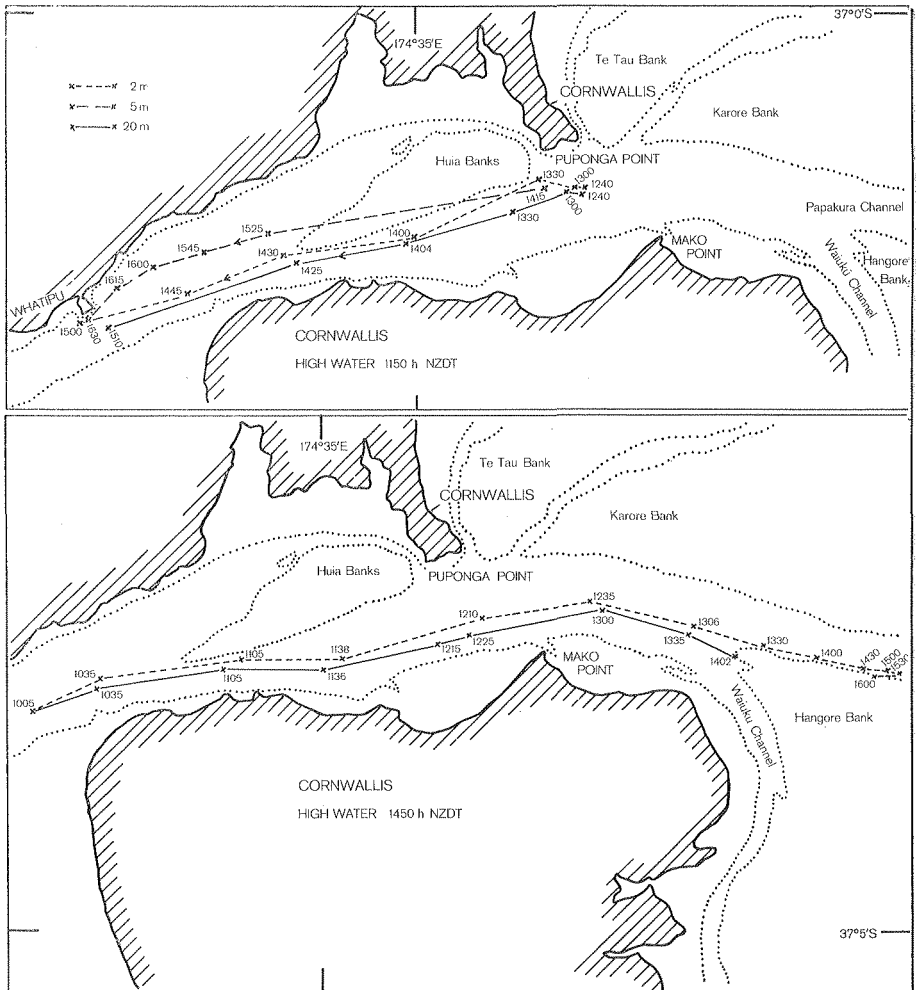 37°0'S
174°35'E
Te Tau Bank
2 m
5 m
20 m
CORNWALLIS
Karore Bank
Huia Banks
PUPONGA POINT
1330
1300
1240
1415
1300
1240
1330
Papakura Channel
1525
1400
1404
1545
1430
1425
1600
MAKO
POINT
Waiuku Channel
Hangore
Bank
1615
1445
WHATIPU
1500
1630
1510
CORNWALLIS
HIGH WATER 1150 h NZDT
174°35'E
Te Tau Bank
CORNWALLIS
Karore Bank
Huia Banks
PUPONGA POINT
1235
1210
1300
1306
1225
1215
1335
1330
1105
1138
MAKO
POINT
1402
1400
1430
1500
1530
1035
1105
1136
1600
1005
1035
Waiuku Channel
Hangore Bank
CORNWALLIS
HIGH WATER 1450 h NZDT
37°5'S